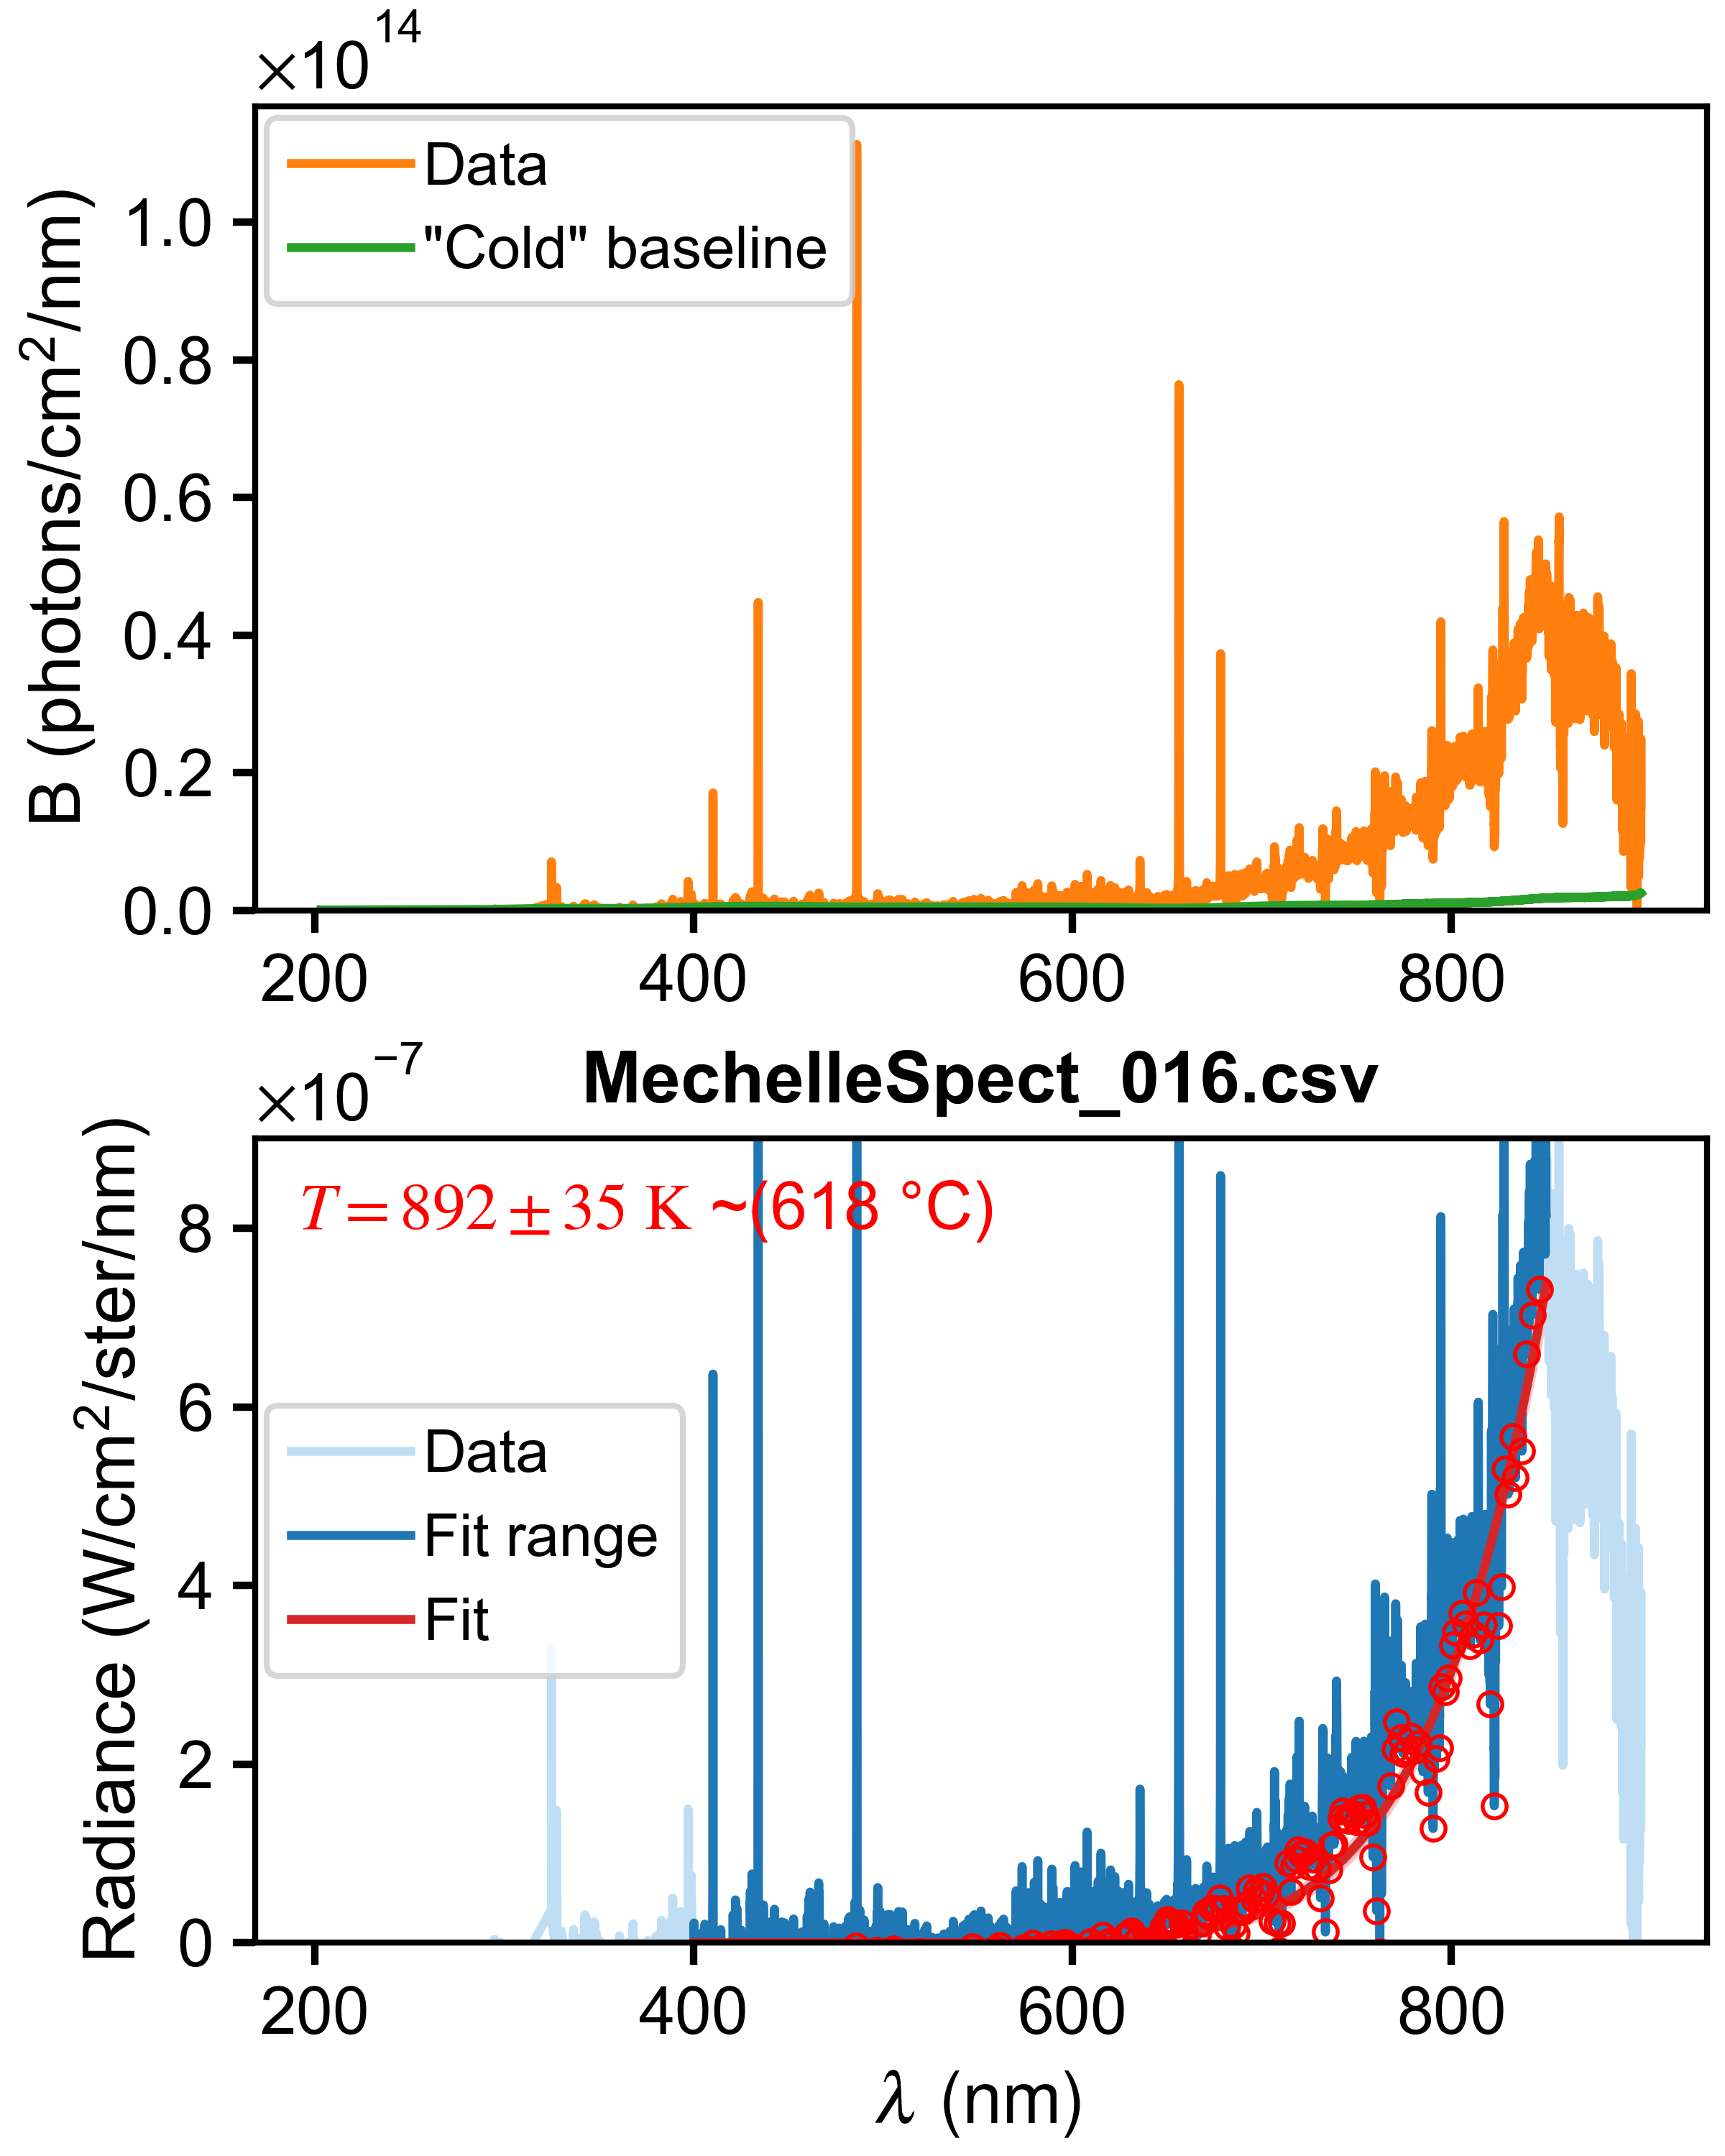 ×10¹⁴
B (photons/cm²/nm)
1.0
0.8
0.6
0.4
0.2
0.0
Data
"Cold" baseline
200 400 600 800
×10⁻⁷
MechelleSpect_016.csv
Radiance (W/cm²/ster/nm)
8
6
4
2
0
T = 892 ± 35 K ~(618 °C)
Data
Fit range
Fit
200 400 600 800
λ (nm)